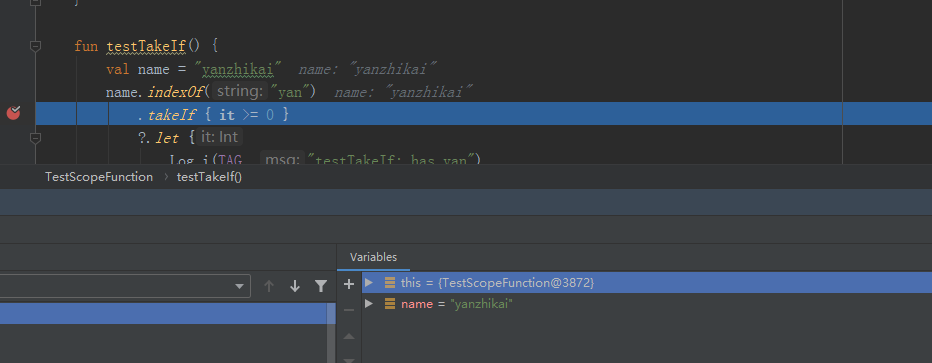 }
fun testTakeIf() {
val name = "yanzhikai" name: "yanzhikai"
name.indexOf( string: "yan") name: "yanzhikai"
.takeIf { it >= 0 }
?.let { it: Int
Log.i(TAG, msg: "testTakeIf: has yan")
TestScopeFunction > testTakeIf()
Variables
this = {TestScopeFunction@3872}
name = "yanzhikai"